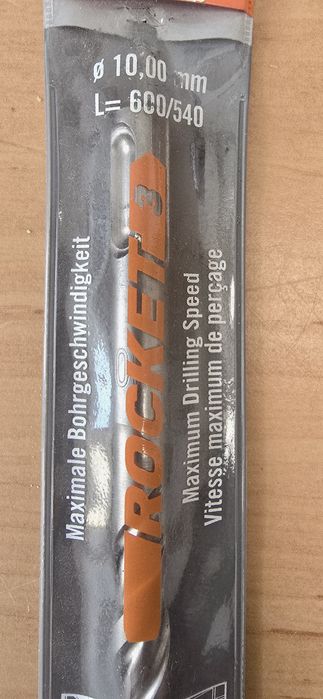 ø 10,00 mm
L= 600/540
Maximale Bohrgeschwindigkeit
ROCKET 3
Maximum Drilling Speed
Vitesse maximum de perçage